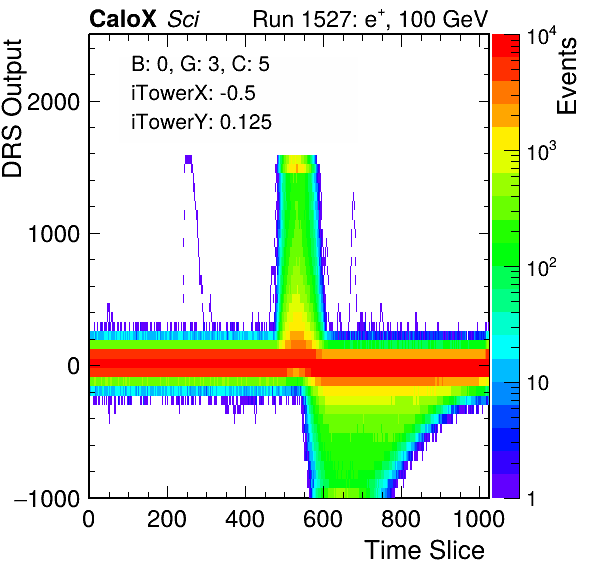 CaloX Sci Run 1527: e⁺, 100 GeV
B: 0, G: 3, C: 5
iTowerX: -0.5
iTowerY: 0.125
DRS Output
2000
1000
0
−1000
0 200 400 600 800 1000
Time Slice
Events
10⁴
10³
10²
10
1